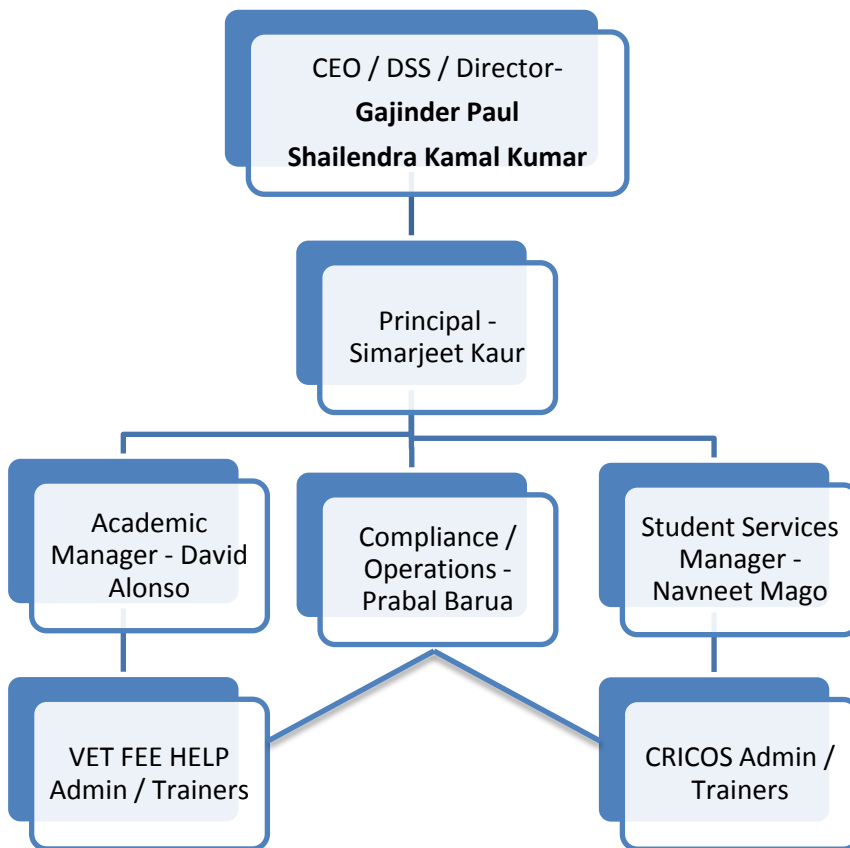 CEO / DSS / Director-
Gajinder Paul
Shailendra Kamal Kumar
Principal -
Simarjeet Kaur
Academic
Manager - David
Alonso
Compliance /
Operations -
Prabal Barua
Student Services
Manager -
Navneet Mago
VET FEE HELP
Admin / Trainers
CRICOS Admin /
Trainers